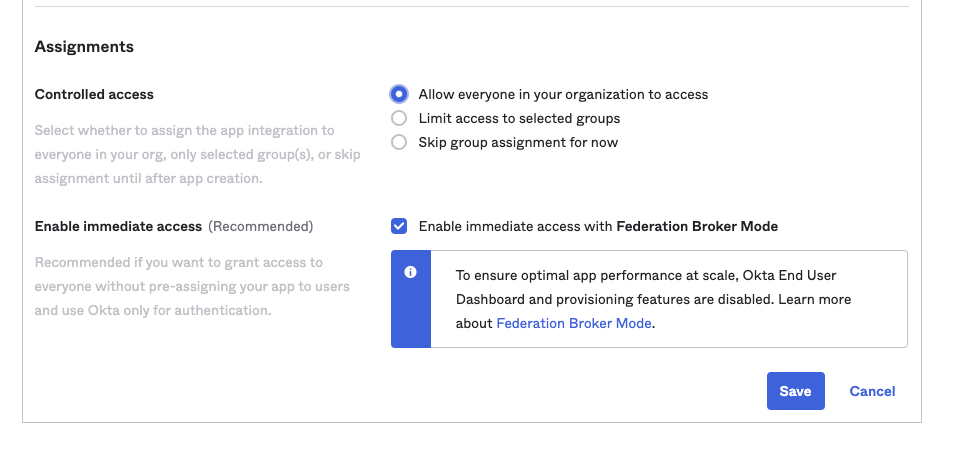 Assignments
Controlled access
Select whether to assign the app integration to
everyone in your org, only selected group(s), or skip
assignment until after app creation.
Allow everyone in your organization to access
Limit access to selected groups
Skip group assignment for now
Enable immediate access (Recommended)
Recommended if you want to grant access to
everyone without pre-assigning your app to users
and use Okta only for authentication.
Enable immediate access with Federation Broker Mode
To ensure optimal app performance at scale, Okta End User
Dashboard and provisioning features are disabled. Learn more
about Federation Broker Mode.
Save Cancel